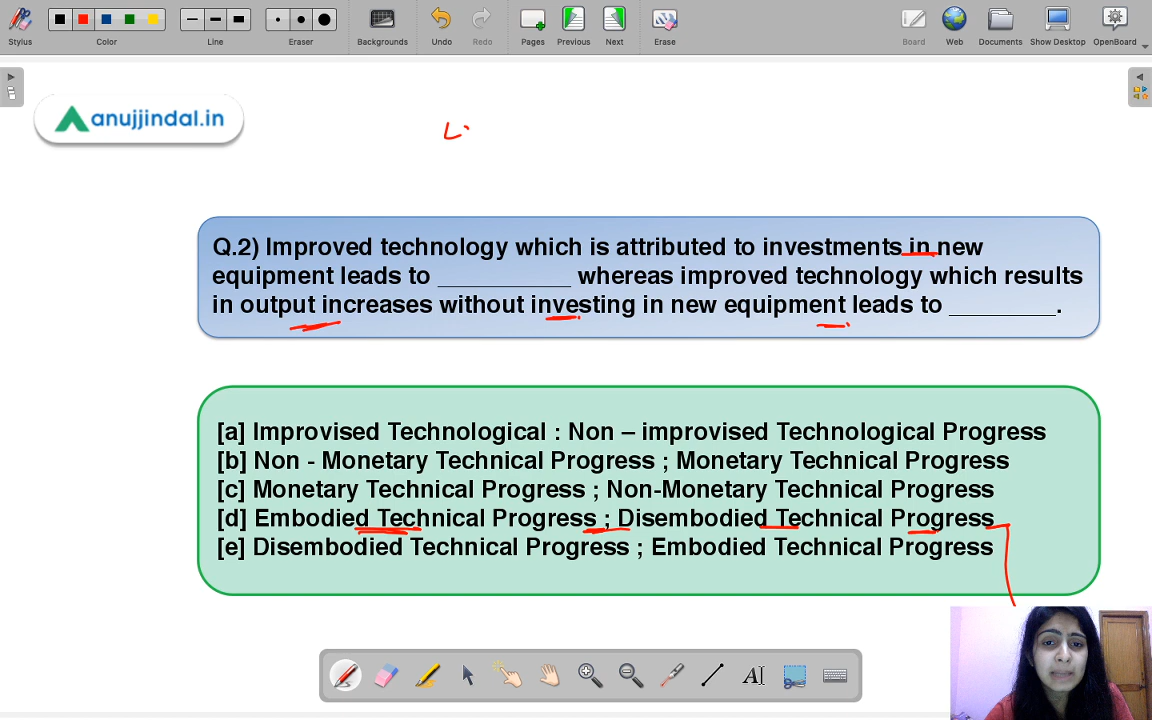 Stylus
Color
Line
Eraser
Backgrounds
Undo
Redo
Pages
Previous
Next
Erase
Board
Web
Documents
Show Desktop
OpenBoard
anujjindal.in
Q.2) Improved technology which is attributed to investments in new
equipment leads to __________ whereas improved technology which results
in output increases without investing in new equipment leads to ________.
[a] Improvised Technological : Non – improvised Technological Progress
[b] Non - Monetary Technical Progress ; Monetary Technical Progress
[c] Monetary Technical Progress ; Non-Monetary Technical Progress
[d] Embodied Technical Progress ; Disembodied Technical Progress
[e] Disembodied Technical Progress ; Embodied Technical Progress